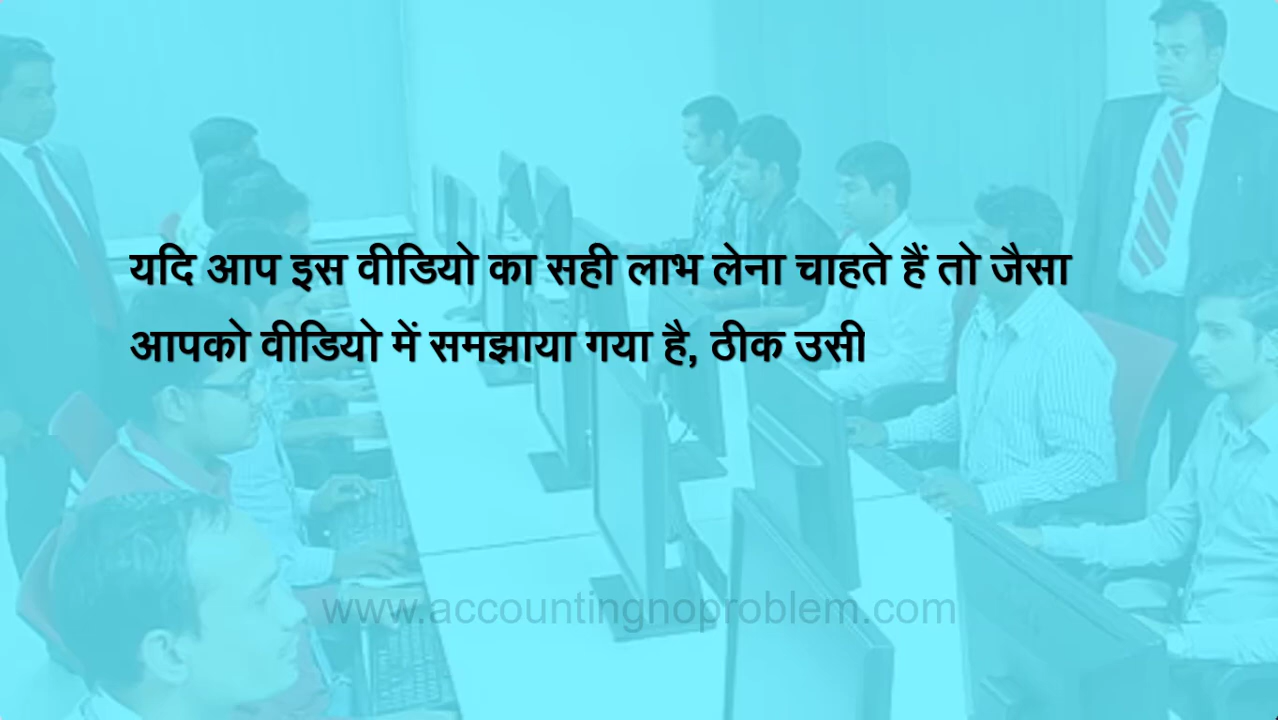 यदि आप इस वीडियो का सही लाभ लेना चाहते हैं तो जैसा
आपको वीडियो में समझाया गया है, ठीक उसी
www.accountingnoproblem.com